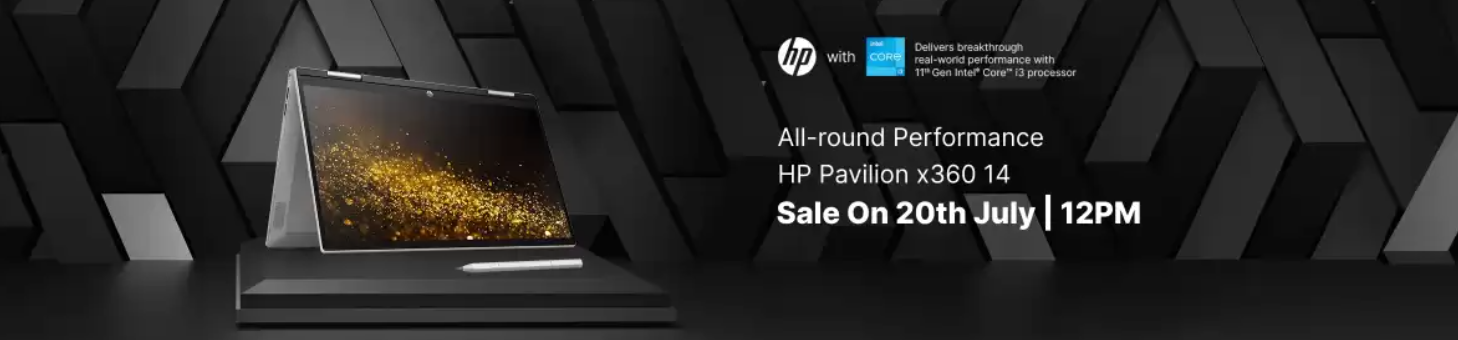 hp with intel CORE i3
Delivers breakthrough
real-world performance with
11th Gen Intel® Core™ i3 processor
All-round Performance
HP Pavilion x360 14
Sale On 20th July | 12PM